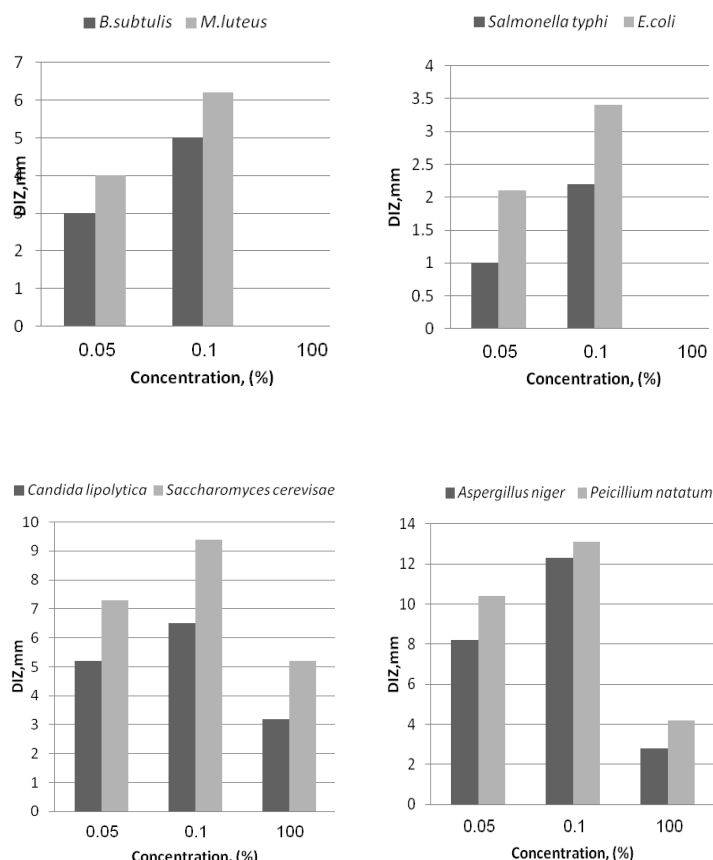 B.subtulis M.luteus
7
6
5
4
3
2
1
0
DIZ,mm
0.05 0.1 100
Concentration, (%)
Salmonella typhi E.coli
4
3.5
3
2.5
2
1.5
1
0.5
0
DIZ,mm
0.05 0.1 100
Concentration, (%)
Candida lipolytica Saccharomyces cerevisae
10
9
8
7
6
5
4
3
2
1
0
DIZ,mm
0.05 0.1 100
Concentration, (%)
Aspergillus niger Peicillium natatum
14
12
10
8
6
4
2
0
DIZ,mm
0.05 0.1 100
Concentration, (%)